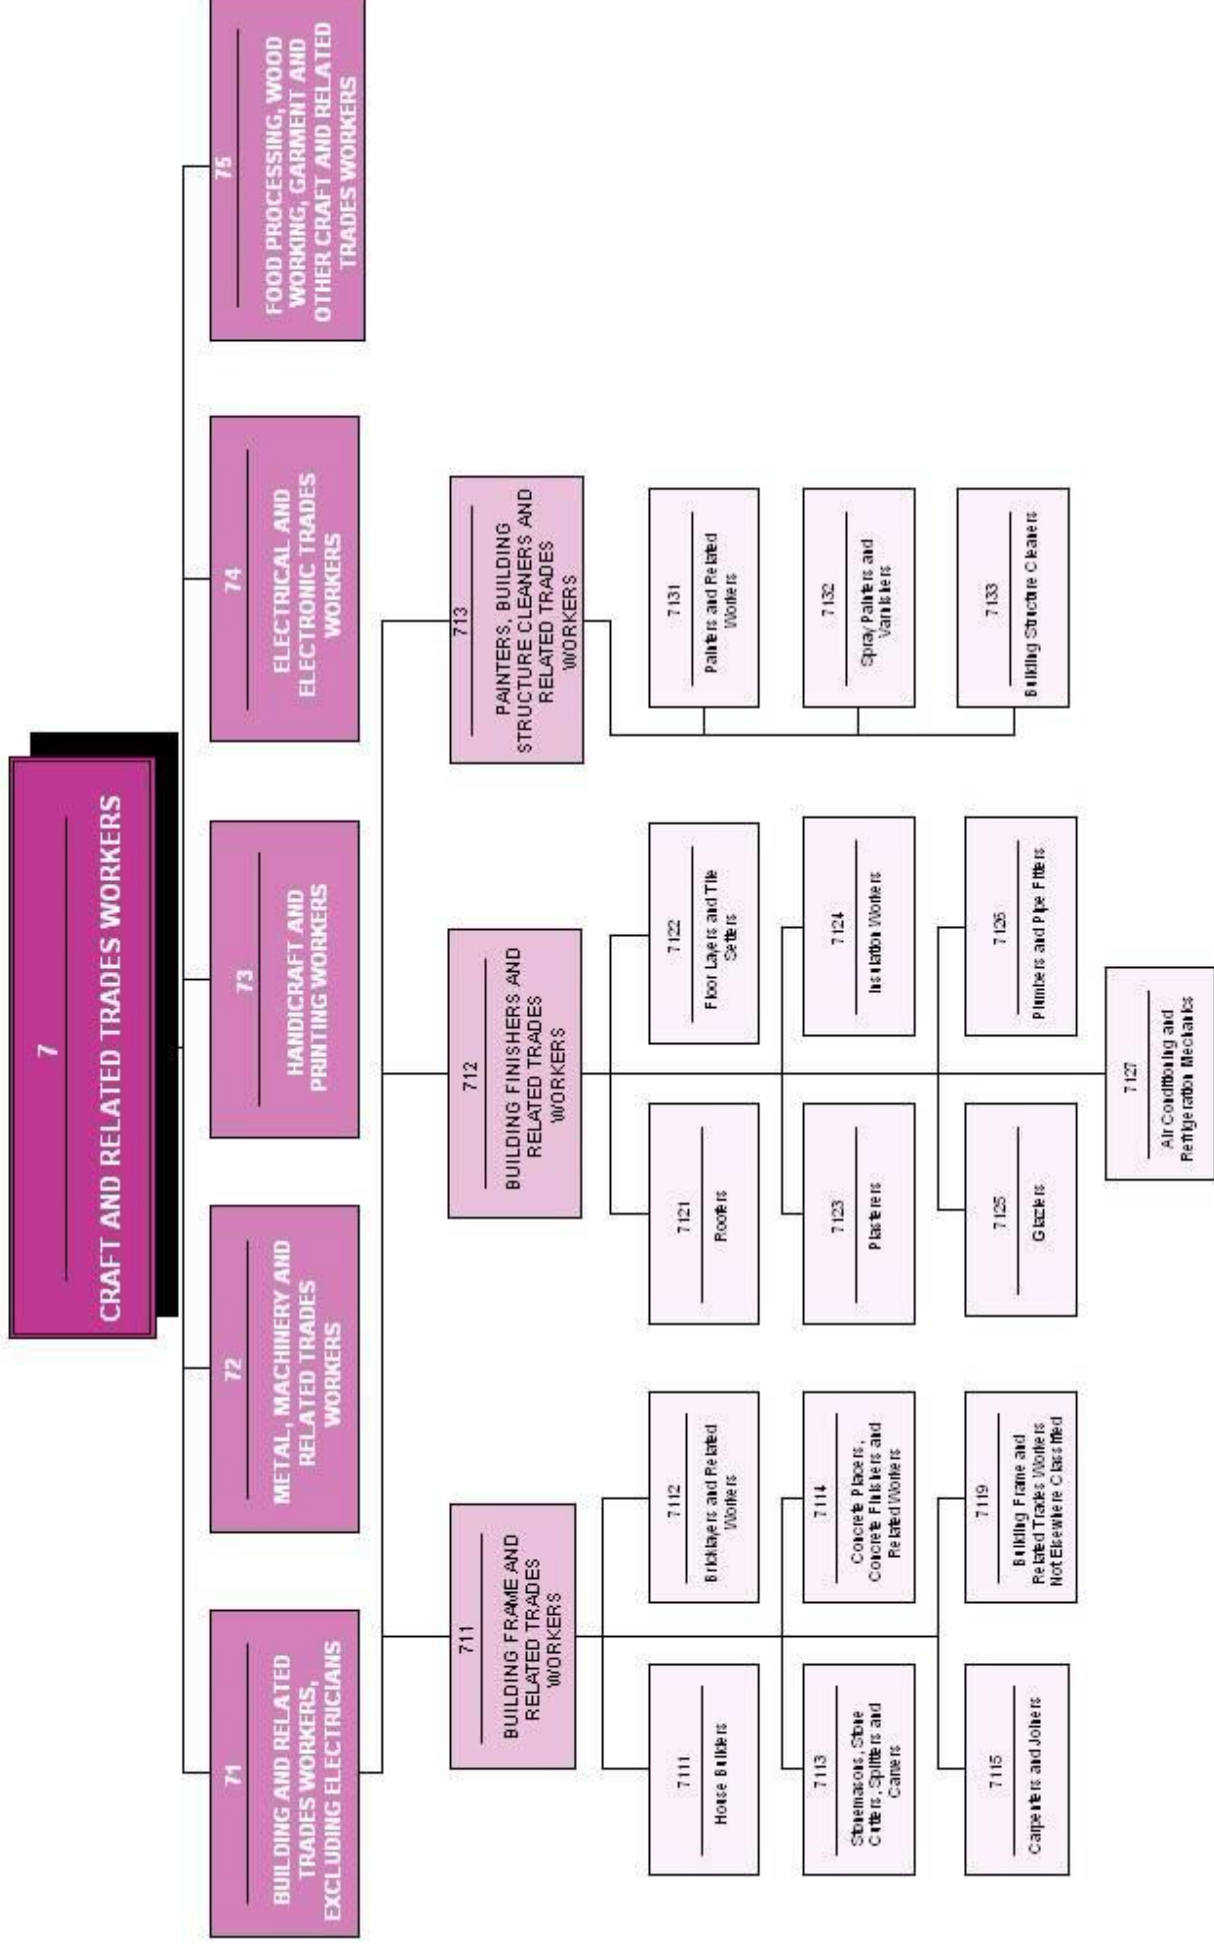 7
CRAFT AND RELATED TRADES WORKERS
71
BUILDING AND RELATED
TRADES WORKERS,
EXCLUDING ELECTRICIANS
72
METAL, MACHINERY AND
RELATED TRADES
WORKERS
73
HANDICRAFT AND
PRINTING WORKERS
74
ELECTRICAL AND
ELECTRONIC TRADES
WORKERS
75
FOOD PROCESSING, WOOD
WORKING, GARMENT AND
OTHER CRAFT AND RELATED
TRADES WORKERS
711
BUILDING FRAME AND
RELATED TRADES
WORKERS
712
BUILDING FINISHERS AND
RELATED TRADES
WORKERS
713
PAINTERS, BUILDING
STRUCTURE CLEANERS AND
RELATED TRADES
WORKERS
7111
House Builders
7112
Bricklayers and Related
Workers
7121
Roofers
7122
Floor Layers and Tile
Setters
7131
Painters and Related
Workers
7113
Stonemasons, Stone
Cutters, Splitters and
Carvers
7114
Concrete Placers,
Concrete Finishers and
Related Workers
7123
Plasterers
7124
Insulation Workers
7132
Spray Painters and
Varnishers
7115
Carpenters and Joiners
7119
Building Frame and
Related Trades Workers
Not Elsewhere Classified
7125
Glaziers
7126
Plumbers and Pipe Fitters
7133
Building Structure Cleaners
7127
Air Conditioning and
Refrigeration Mechanics